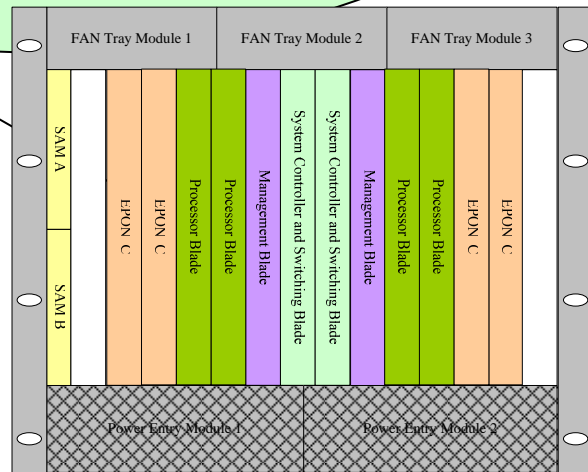 FAN Tray Module 1
FAN Tray Module 2
FAN Tray Module 3
SAM A
SAM B
EPON C
EPON C
Processor Blade
Processor Blade
Management Blade
System Controller and Switching Blade
System Controller and Switching Blade
Management Blade
Processor Blade
Processor Blade
EPON C
EPON C
Power Entry Module 1
Power Entry Module 2